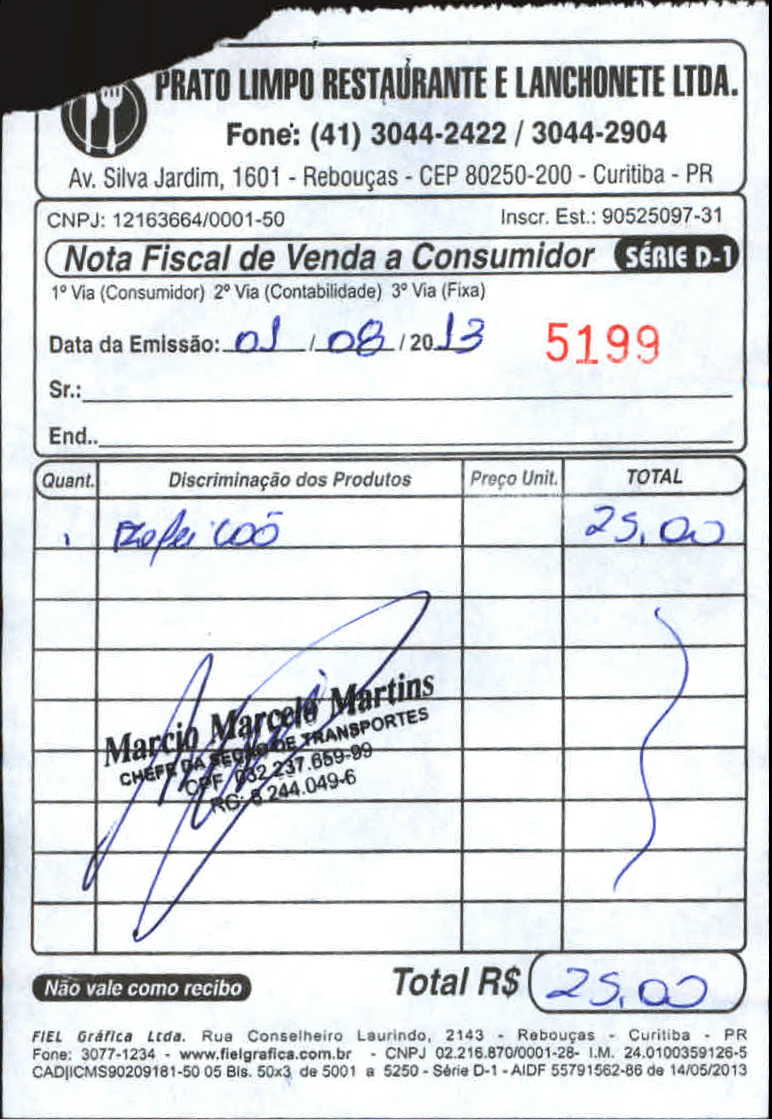 PRATO LIMPO RESTAURANTE E LANCHONETE LTDA.
Fone: (41) 3044-2422 / 3044-2904
Av. Silva Jardim, 1601 - Rebouças - CEP 80250-200 - Curitiba - PR
CNPJ: 12163664/0001-50 Inscr. Est.: 90525097-31
Nota Fiscal de Venda a Consumidor SÉRIE D-1
1º Via (Consumidor) 2º Via (Contabilidade) 3º Via (Fixa)
Data da Emissão: 01 / 08 / 2013 5199
Sr.:
End..
Quant. Discriminação dos Produtos Preço Unit. TOTAL
1 Refeicoõ 25,00
Marcio Marcelo Martins
CHEFE DA SEÇÃO DE TRANSPORTES
CPF 032 237.659-99
RG: 6 244.049-6
Não vale como recibo Total R$ 25,00
FIEL Gráfica Ltda. Rua Conselheiro Laurindo, 2143 - Rebouças - Curitiba - PR
Fone: 3077-1234 - www.fielgrafica.com.br - CNPJ 02.216.870/0001-28- I.M. 24.0100359126-5
CAD|ICMS90209181-50 05 Bls. 50x3 de 5001 a 5250 - Série D-1 - AIDF 55791562-86 de 14/05/2013